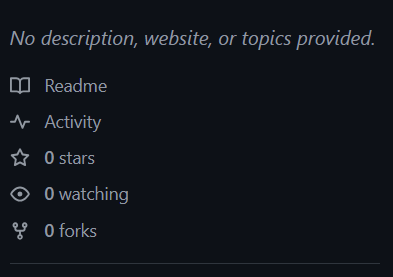 No description, website, or topics provided.
Readme
Activity
0 stars
0 watching
0 forks